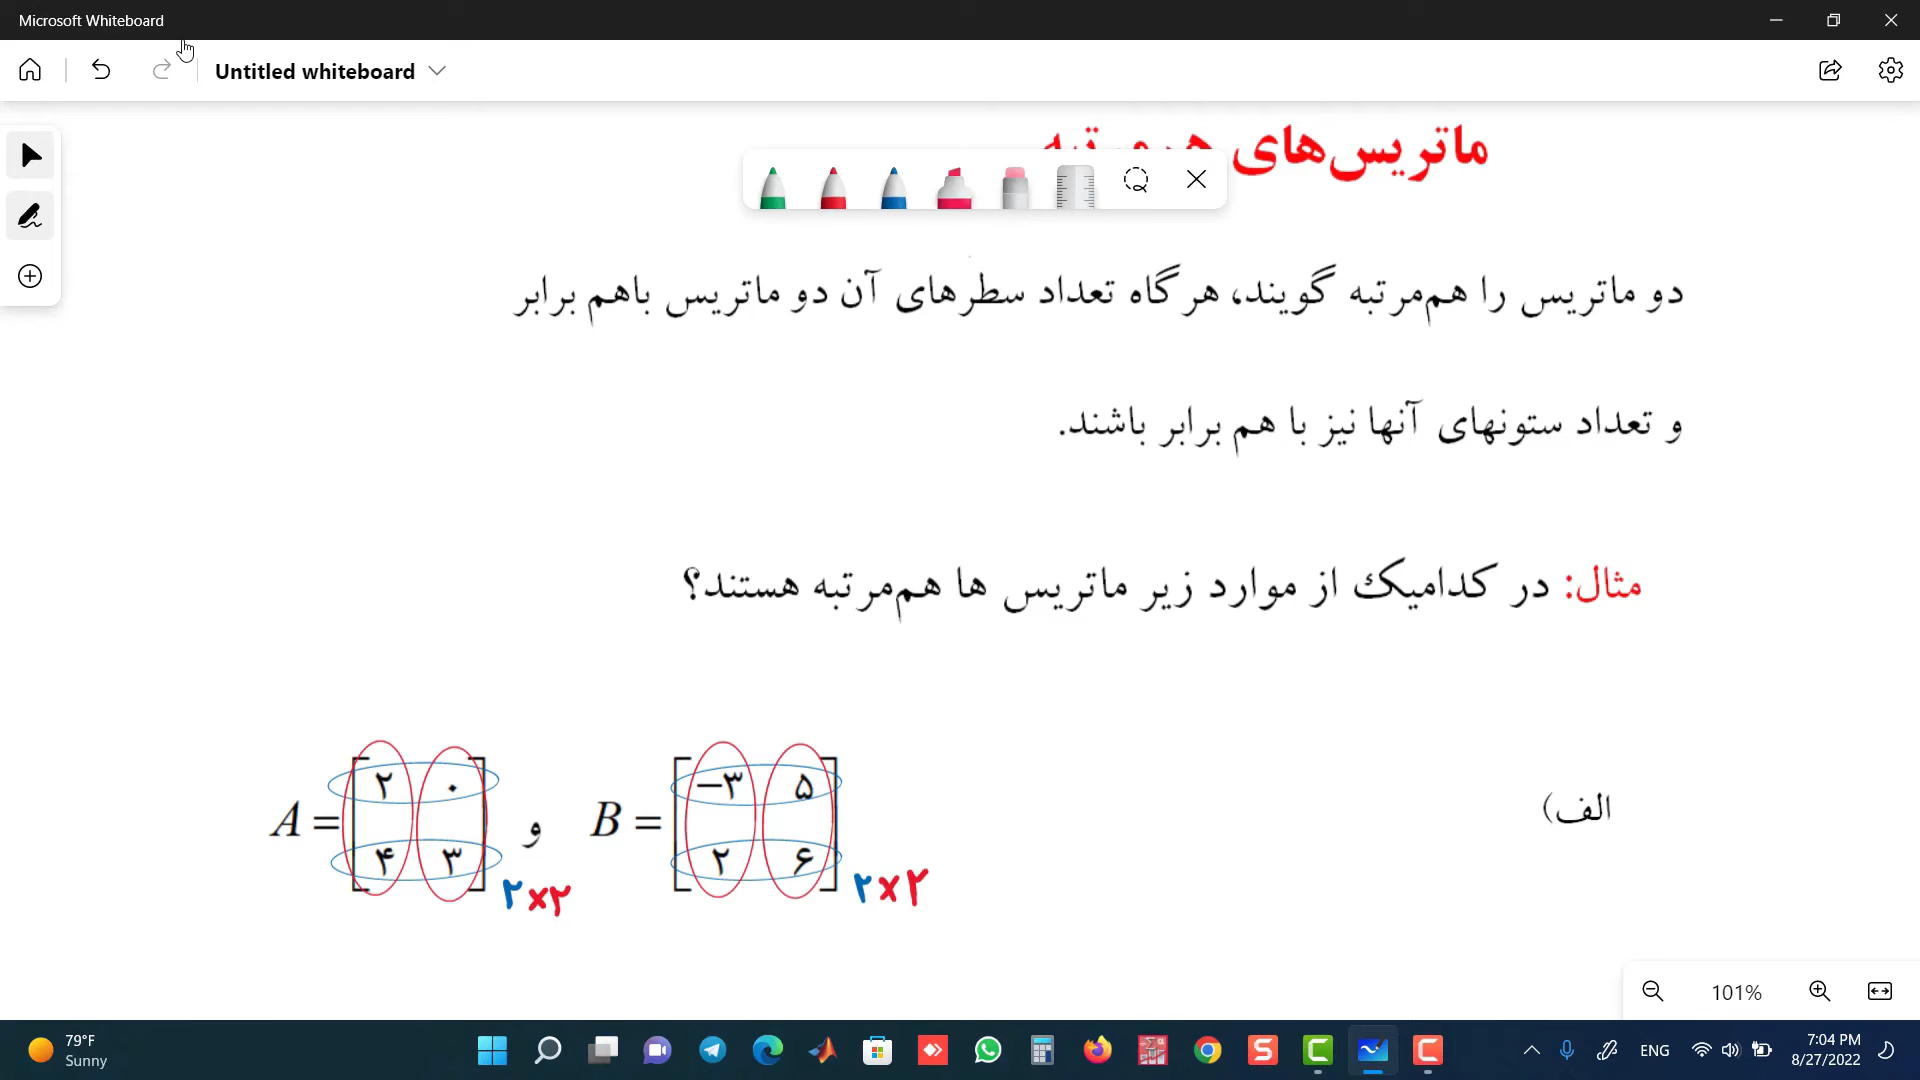 Microsoft Whiteboard
Untitled whiteboard
ماتریس‌های هم‌مرتبه
دو ماتریس را هم‌مرتبه گویند، هرگاه تعداد سطرهای آن دو ماتریس باهم برابر
و تعداد ستونهای آنها نیز با هم برابر باشند.
مثال: در کدامیک از موارد زیر ماتریس ها هم‌مرتبه هستند؟
الف)
A = [۲ ۰
۴ ۳] ۲×۲
و
B = [−۳ ۵
۲ ۶] ۲×۲
101%
79°F
Sunny
ENG
7:04 PM
8/27/2022